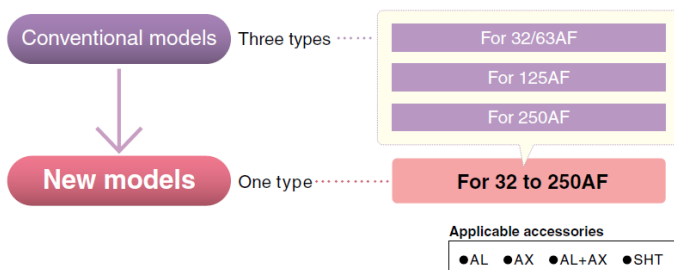 Conventional models Three types
For 32/63AF
For 125AF
For 250AF
New models One type
For 32 to 250AF
Applicable accessories
●AL ●AX ●AL+AX ●SHT